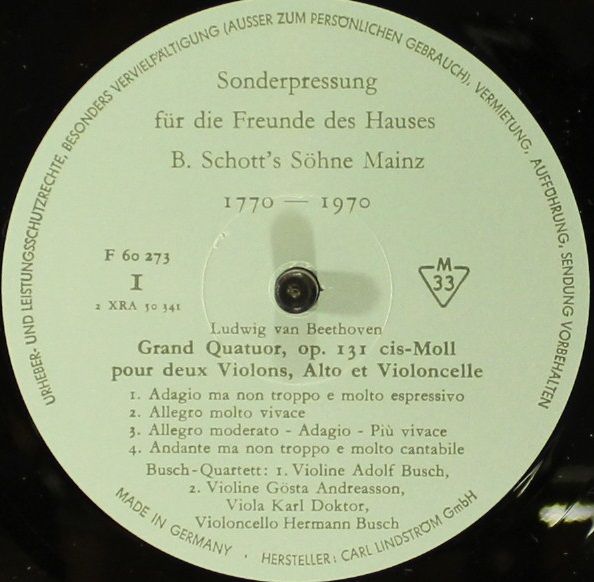 URHEBER- UND LEISTUNGSSCHUTZRECHTE, BESONDERS VERVIELFÄLTIGUNG (AUSSER ZUM PERSÖNLICHEN GEBRAUCH), VERMIETUNG, AUFFÜHRUNG, SENDUNG VORBEHALTEN
Sonderpressung
für die Freunde des Hauses
B. Schott's Söhne Mainz
1770 — 1970
F 60 273
I
2 XRA 50 341
M
33
Ludwig van Beethoven
Grand Quatuor, op. 131 cis-Moll
pour deux Violons, Alto et Violoncelle
1. Adagio ma non troppo e molto espressivo
2. Allegro molto vivace
3. Allegro moderato - Adagio - Più vivace
4. Andante ma non troppo e molto cantabile
Busch-Quartett: 1. Violine Adolf Busch,
2. Violine Gösta Andreasson,
Viola Karl Doktor,
Violoncello Hermann Busch
MADE IN GERMANY · HERSTELLER: CARL LINDSTRÖM GmbH